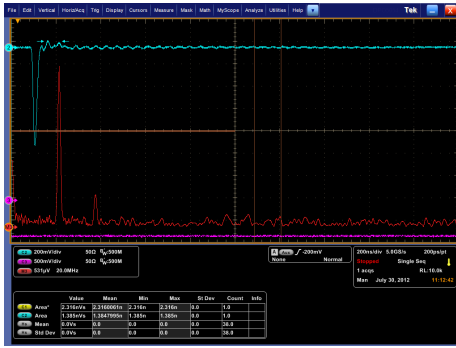 File Edit Vertical Horiz/Acq Trig Display Cursors Measure Mask Math MyScope Analyze Utilities Help Tek X
2
3
200mV/div 50Ω BW:500M
500mV/div 50Ω BW:500M
531µV 20.0MHz
A -200mV
None Normal
200ns/div 5.0GS/s 200ps/pt
Stopped Single Seq
1 acqs RL:10.0k
Man July 30, 2012 11:12:42
Value Mean Min Max St Dev Count Info
Area* 2.316nVs 2.3160061n 2.316n 2.316n 0.0 1.0
Area 1.385nVs 1.3847995n 1.385n 1.385n 0.0 1.0
Mean 0.0Vs 0.0 0.0 0.0 0.0 38.0
Std Dev 0.0Vs 0.0 0.0 0.0 0.0 38.0